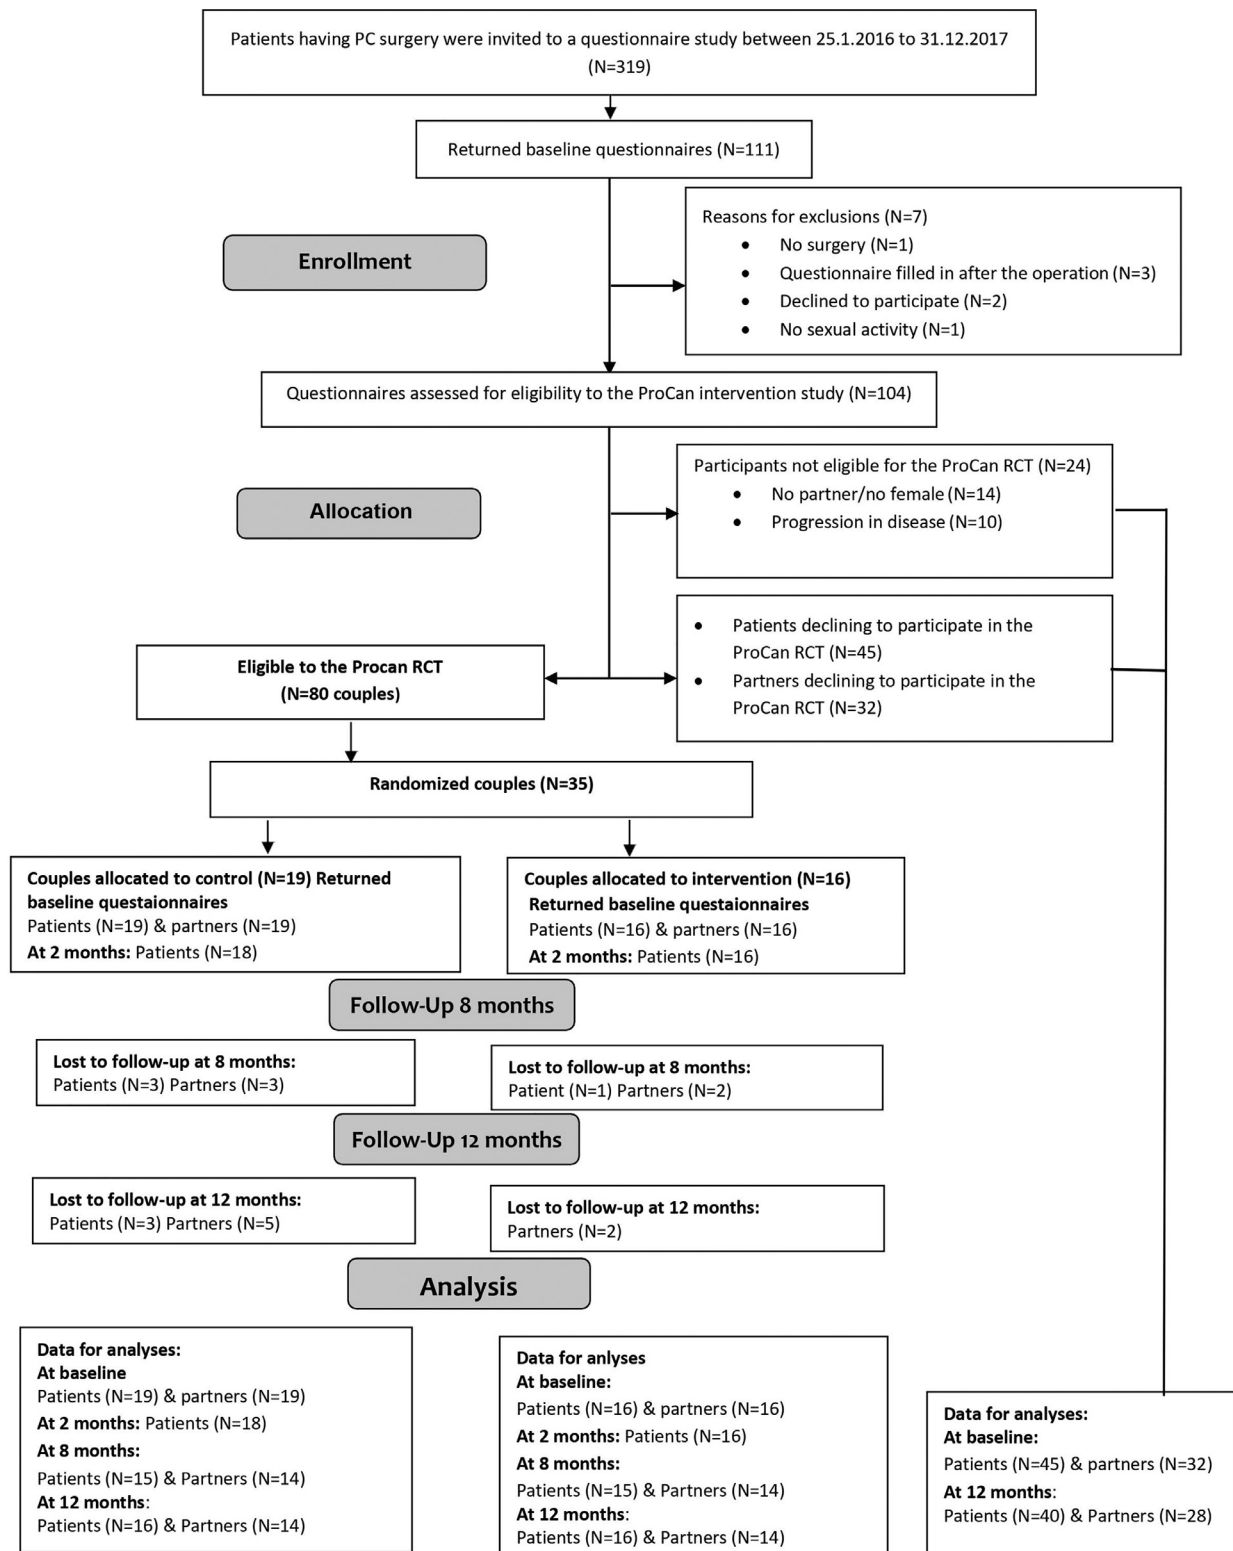 Patients having PC surgery were invited to a questionnaire study between 25.1.2016 to 31.12.2017
(N=319)
Returned baseline questionnaires (N=111)
Reasons for exclusions (N=7)
• No surgery (N=1)
• Questionnaire filled in after the operation (N=3)
• Declined to participate (N=2)
• No sexual activity (N=1)
Enrollment
Questionnaires assessed for eligibility to the ProCan intervention study (N=104)
Participants not eligible for the ProCan RCT (N=24)
• No partner/no female (N=14)
• Progression in disease (N=10)
Allocation
• Patients declining to participate in the
ProCan RCT (N=45)
• Partners declining to participate in the
ProCan RCT (N=32)
Eligible to the Procan RCT
(N=80 couples)
Randomized couples (N=35)
Couples allocated to control (N=19) Returned
baseline questaionnaires
Patients (N=19) & partners (N=19)
At 2 months: Patients (N=18)
Couples allocated to intervention (N=16)
Returned baseline questaionnaires
Patients (N=16) & partners (N=16)
At 2 months: Patients (N=16)
Follow-Up 8 months
Lost to follow-up at 8 months:
Patients (N=3) Partners (N=3)
Lost to follow-up at 8 months:
Patient (N=1) Partners (N=2)
Follow-Up 12 months
Lost to follow-up at 12 months:
Patients (N=3) Partners (N=5)
Lost to follow-up at 12 months:
Partners (N=2)
Analysis
Data for analyses:
At baseline
Patients (N=19) & partners (N=19)
At 2 months: Patients (N=18)
At 8 months:
Patients (N=15) & Partners (N=14)
At 12 months:
Patients (N=16) & Partners (N=14)
Data for anlyses
At baseline:
Patients (N=16) & partners (N=16)
At 2 months: Patients (N=16)
At 8 months:
Patients (N=15) & Partners (N=14)
At 12 months:
Patients (N=16) & Partners (N=14)
Data for analyses:
At baseline:
Patients (N=45) & partners (N=32)
At 12 months:
Patients (N=40) & Partners (N=28)